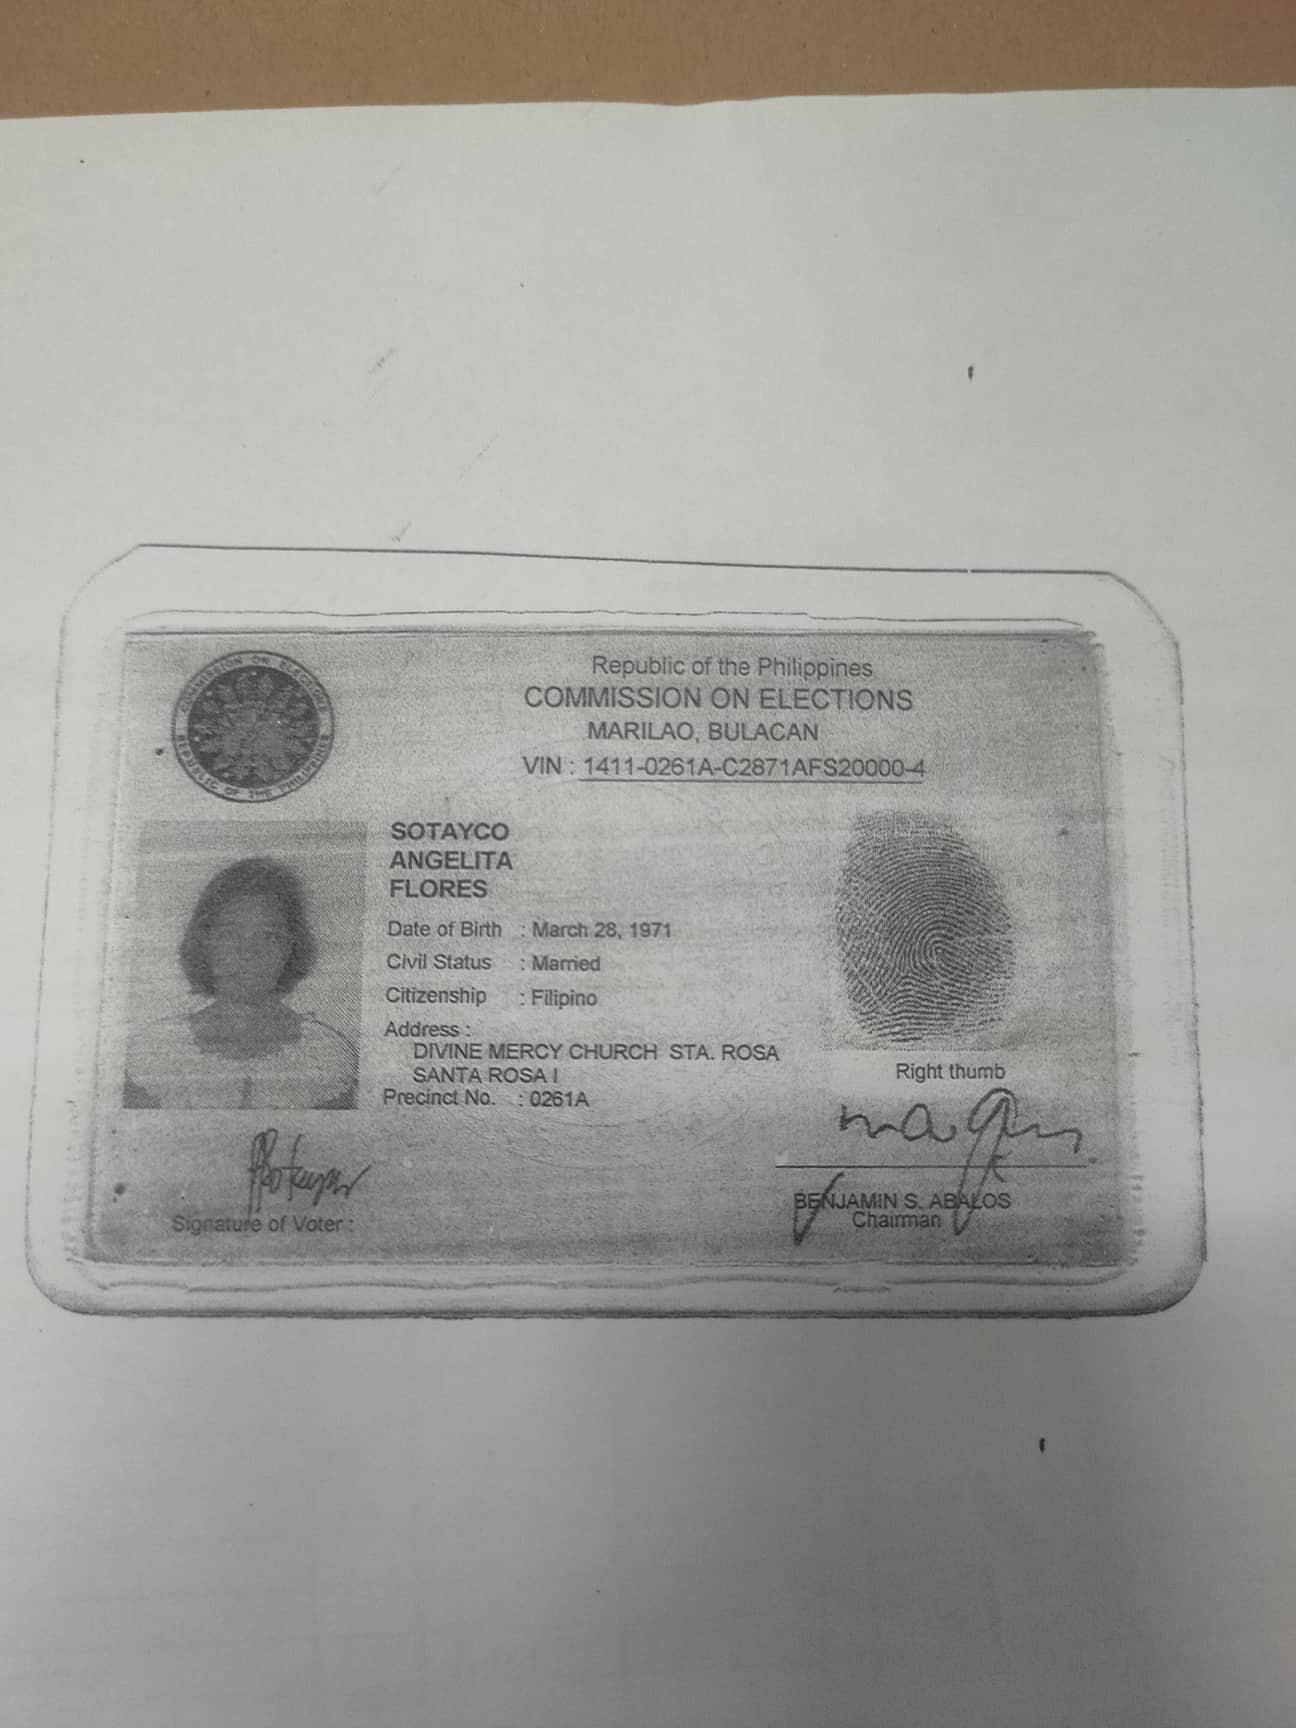 COMMISSION ON ELECTIONS
REPUBLIC OF THE PHILIPPINES
Republic of the Philippines
COMMISSION ON ELECTIONS
MARILAO, BULACAN
VIN : 1411-0261A-C2871AFS20000-4
SOTAYCO
ANGELITA
FLORES
Date of Birth : March 28, 1971
Civil Status : Married
Citizenship : Filipino
Address :
DIVINE MERCY CHURCH STA. ROSA
SANTA ROSA I
Precinct No. : 0261A
Right thumb
Signature of Voter :
BENJAMIN S. ABALOS
Chairman